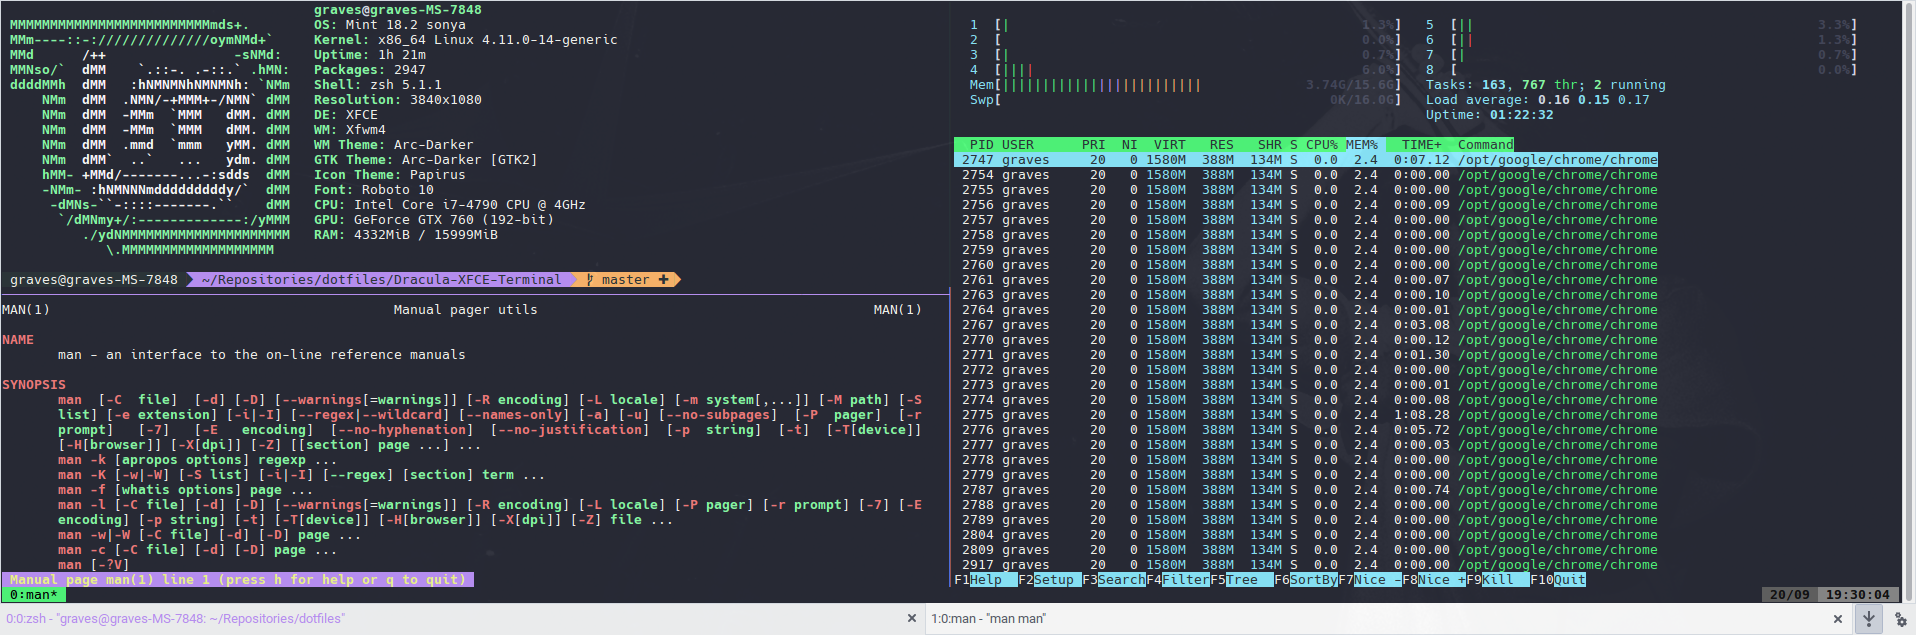 graves@graves-MS-7848
MMMMMMMMMMMMMMMMMMMMMMMMMmds+.        OS: Mint 18.2 sonya
MMm----::-://////////////oymNMd+`     Kernel: x86_64 Linux 4.11.0-14-generic
MMd      /++                -sNMd:    Uptime: 1h 21m
MMNso/`  dMM    `.::-. .-::.` .hMN:   Packages: 2947
ddddMMh  dMM   :hNMNMNhNMNMNh: `NMm   Shell: zsh 5.1.1
    NMm  dMM  .NMN/-+MMM+-/NMN` dMM   Resolution: 3840x1080
    NMm  dMM  -MMm  `MMM   dMM. dMM   DE: XFCE
    NMm  dMM  -MMm  `MMM   dMM. dMM   WM: Xfwm4
    NMm  dMM  .mmd  `mmm   yMM. dMM   WM Theme: Arc-Darker
    NMm  dMM`  ..`   ...   ydm. dMM   GTK Theme: Arc-Darker [GTK2]
    hMM- +MMd/-------...-:sdds  dMM   Icon Theme: Papirus
    -NMm- :hNMNNNmdddddddddy/`  dMM   Font: Roboto 10
     -dMNs-``-::::-------.``    dMM   CPU: Intel Core i7-4790 CPU @ 4GHz
      `/dMNmy+/:-------------:/yMMM   GPU: GeForce GTX 760 (192-bit)
         ./ydNMMMMMMMMMMMMMMMMMMMMM   RAM: 4332MiB / 15999MiB
            \.MMMMMMMMMMMMMMMMMMM
graves@graves-MS-7848 ~/Repositories/dotfiles/Dracula-XFCE-Terminal master ✚
MAN(1) Manual pager utils MAN(1)
NAME
man - an interface to the on-line reference manuals
SYNOPSIS
man [-C file] [-d] [-D] [--warnings[=warnings]] [-R encoding] [-L locale] [-m system[,...]] [-M path] [-S
list] [-e extension] [-i|-I] [--regex|--wildcard] [--names-only] [-a] [-u] [--no-subpages] [-P pager] [-r
prompt] [-7] [-E encoding] [--no-hyphenation] [--no-justification] [-p string] [-t] [-T[device]]
[-H[browser]] [-X[dpi]] [-Z] [[section] page ...] ...
man -k [apropos options] regexp ...
man -K [-w|-W] [-S list] [-i|-I] [--regex] [section] term ...
man -f [whatis options] page ...
man -l [-C file] [-d] [-D] [--warnings[=warnings]] [-R encoding] [-L locale] [-P pager] [-r prompt] [-7] [-E
encoding] [-p string] [-t] [-T[device]] [-H[browser]] [-X[dpi]] [-Z] file ...
man -w|-W [-C file] [-d] [-D] page ...
man -c [-C file] [-d] [-D] page ...
man [-?V]
Manual page man(1) line 1 (press h for help or q to quit)
0:man*
1 [| 1.3%] 5 [|| 3.3%]
2 [ 0.0%] 6 [|| 1.3%]
3 [| 0.7%] 7 [| 0.7%]
4 [|||| 6.0%] 8 [ 0.0%]
Mem[||||||||||||||||||||||||| 3.74G/15.6G] Tasks: 163, 767 thr; 2 running
Swp[ 0K/16.0G] Load average: 0.16 0.15 0.17
Uptime: 01:22:32
PID USER PRI NI VIRT RES SHR S CPU% MEM% TIME+ Command
2747 graves 20 0 1580M 388M 134M S 0.0 2.4 0:07.12 /opt/google/chrome/chrome
2754 graves 20 0 1580M 388M 134M S 0.0 2.4 0:00.00 /opt/google/chrome/chrome
2755 graves 20 0 1580M 388M 134M S 0.0 2.4 0:00.00 /opt/google/chrome/chrome
2756 graves 20 0 1580M 388M 134M S 0.0 2.4 0:00.09 /opt/google/chrome/chrome
2757 graves 20 0 1580M 388M 134M S 0.0 2.4 0:00.00 /opt/google/chrome/chrome
2758 graves 20 0 1580M 388M 134M S 0.0 2.4 0:00.00 /opt/google/chrome/chrome
2759 graves 20 0 1580M 388M 134M S 0.0 2.4 0:00.00 /opt/google/chrome/chrome
2760 graves 20 0 1580M 388M 134M S 0.0 2.4 0:00.00 /opt/google/chrome/chrome
2761 graves 20 0 1580M 388M 134M S 0.0 2.4 0:00.07 /opt/google/chrome/chrome
2763 graves 20 0 1580M 388M 134M S 0.0 2.4 0:00.10 /opt/google/chrome/chrome
2764 graves 20 0 1580M 388M 134M S 0.0 2.4 0:00.01 /opt/google/chrome/chrome
2767 graves 20 0 1580M 388M 134M S 0.0 2.4 0:03.08 /opt/google/chrome/chrome
2770 graves 20 0 1580M 388M 134M S 0.0 2.4 0:00.12 /opt/google/chrome/chrome
2771 graves 20 0 1580M 388M 134M S 0.0 2.4 0:01.30 /opt/google/chrome/chrome
2772 graves 20 0 1580M 388M 134M S 0.0 2.4 0:00.00 /opt/google/chrome/chrome
2773 graves 20 0 1580M 388M 134M S 0.0 2.4 0:00.01 /opt/google/chrome/chrome
2774 graves 20 0 1580M 388M 134M S 0.0 2.4 0:00.08 /opt/google/chrome/chrome
2775 graves 20 0 1580M 388M 134M S 0.0 2.4 1:08.28 /opt/google/chrome/chrome
2776 graves 20 0 1580M 388M 134M S 0.0 2.4 0:05.72 /opt/google/chrome/chrome
2777 graves 20 0 1580M 388M 134M S 0.0 2.4 0:00.03 /opt/google/chrome/chrome
2778 graves 20 0 1580M 388M 134M S 0.0 2.4 0:00.00 /opt/google/chrome/chrome
2779 graves 20 0 1580M 388M 134M S 0.0 2.4 0:00.00 /opt/google/chrome/chrome
2787 graves 20 0 1580M 388M 134M S 0.0 2.4 0:00.74 /opt/google/chrome/chrome
2788 graves 20 0 1580M 388M 134M S 0.0 2.4 0:00.00 /opt/google/chrome/chrome
2789 graves 20 0 1580M 388M 134M S 0.0 2.4 0:00.00 /opt/google/chrome/chrome
2804 graves 20 0 1580M 388M 134M S 0.0 2.4 0:00.00 /opt/google/chrome/chrome
2809 graves 20 0 1580M 388M 134M S 0.0 2.4 0:00.00 /opt/google/chrome/chrome
2917 graves 20 0 1580M 388M 134M S 0.0 2.4 0:00.00 /opt/google/chrome/chrome
F1Help F2Setup F3SearchF4FilterF5Tree F6SortByF7Nice -F8Nice +F9Kill F10Quit
20/09 19:30:04
0:0:zsh - "graves@graves-MS-7848: ~/Repositories/dotfiles"
1:0:man - "man man"